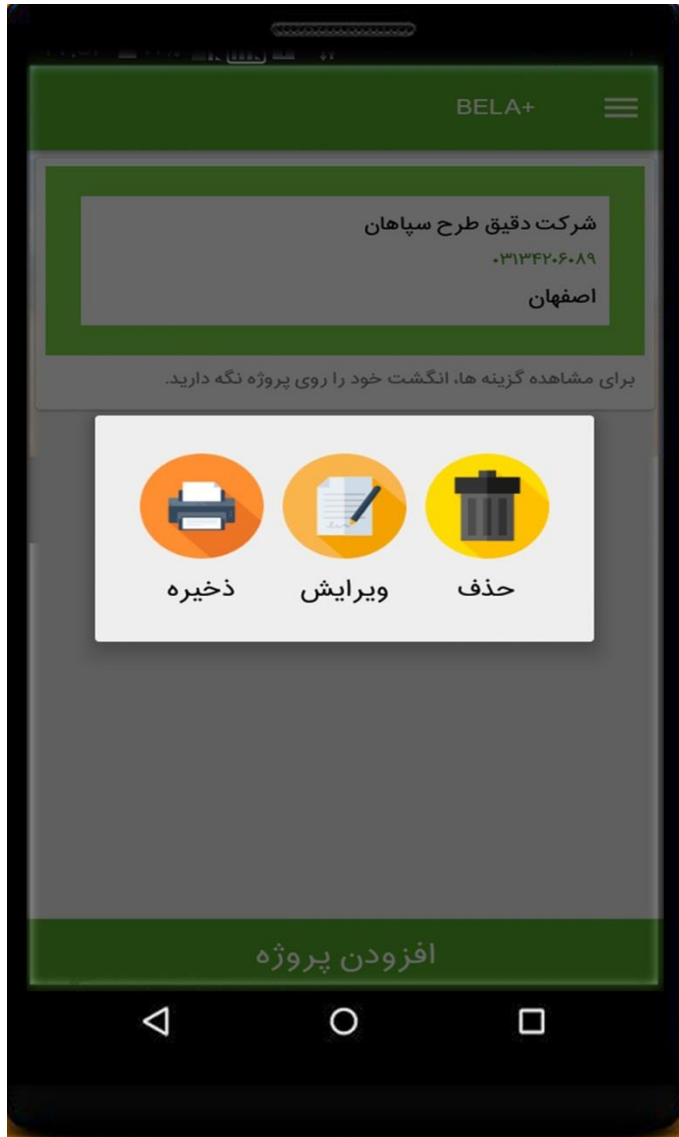 BELA+
شرکت دقیق طرح سپاهان
۰۳۱۳۴۲۰۶۰۸۹
اصفهان
برای مشاهده گزینه ها، انگشت خود را روی پروژه نگه دارید.
حذف ویرایش ذخیره
افزودن پروژه